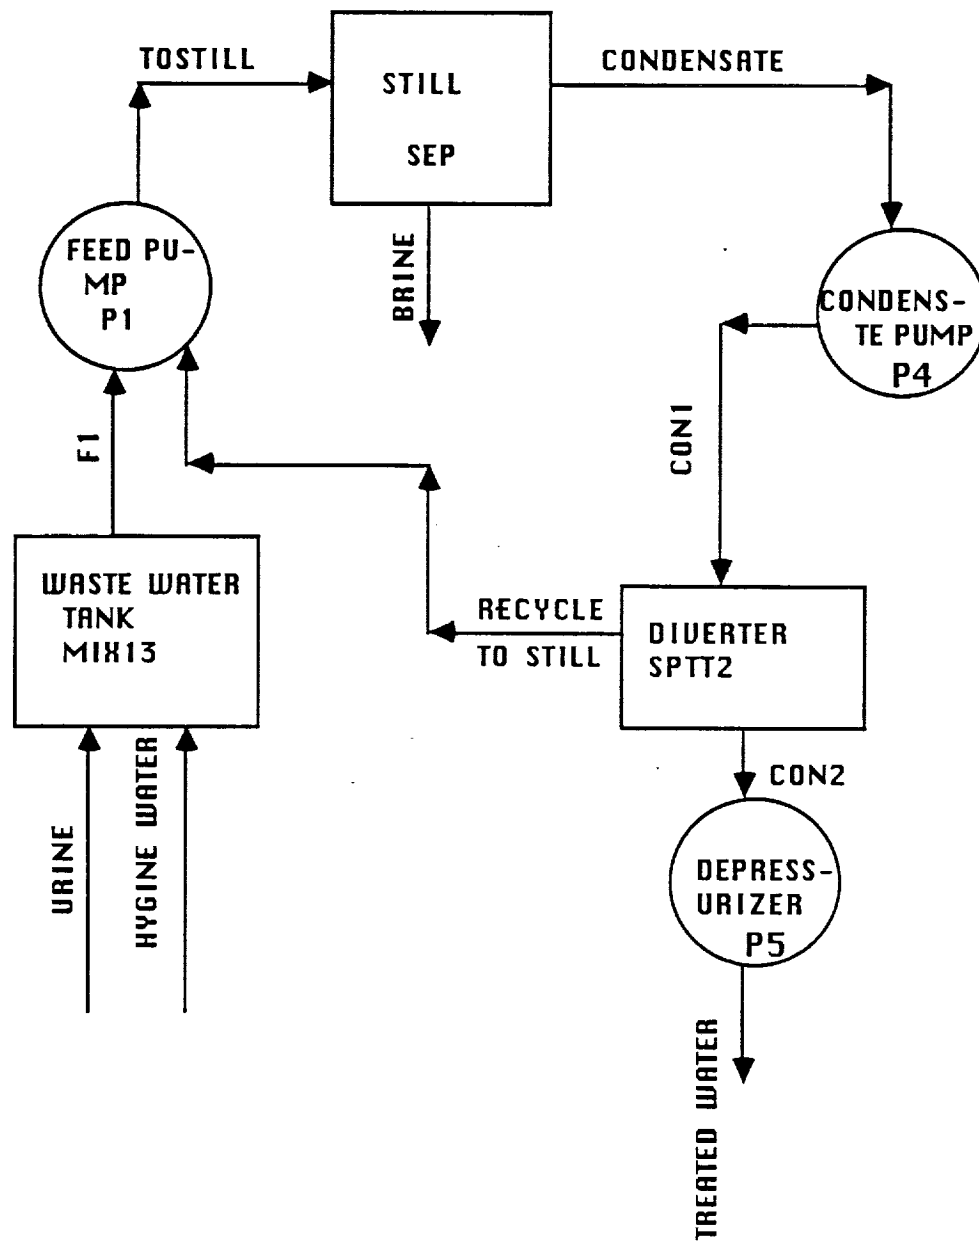 TOSTILL
CONDENSATE
STILL
SEP
FEED PU-
MP
P1
BRINE
CONDENS-
TE PUMP
P4
F1
CON1
WASTE WATER
TANK
MIX13
RECYCLE
TO STILL
DIVERTER
SPTT2
CON2
URINE
HYGINE WATER
DEPRESS-
URIZER
P5
TREATED WATER